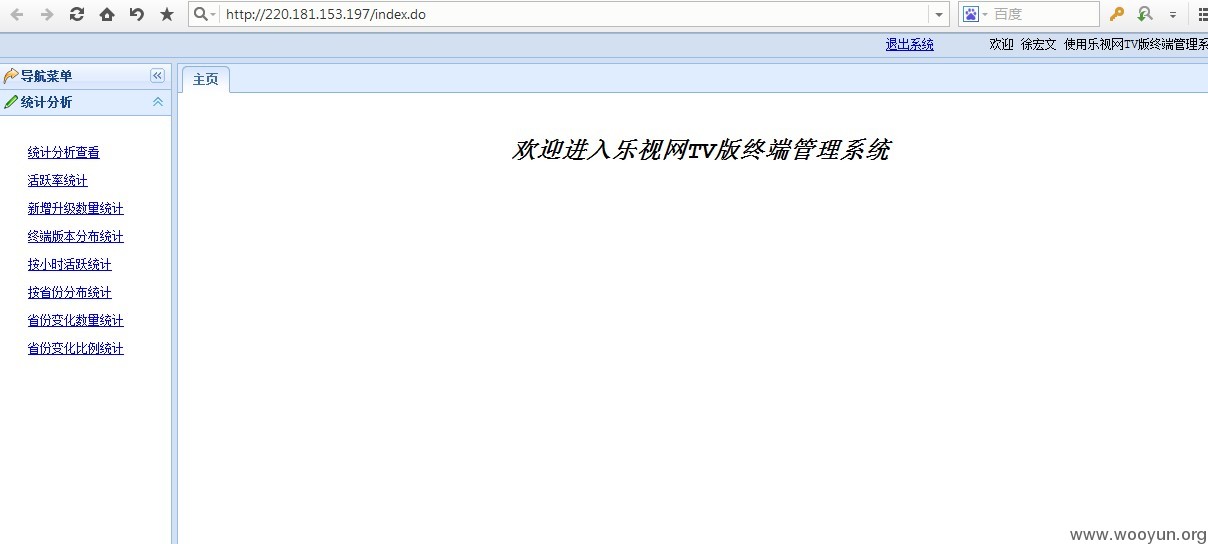 http://220.181.153.197/index.do
百度
退出系统 欢迎 徐宏文 使用乐视网TV版终端管理系
导航菜单
主页
统计分析
统计分析查看
活跃率统计
新增升级数量统计
终端版本分布统计
按小时活跃统计
按省份分布统计
省份变化数量统计
省份变化比例统计
欢迎进入乐视网TV版终端管理系统
www.wooyun.org